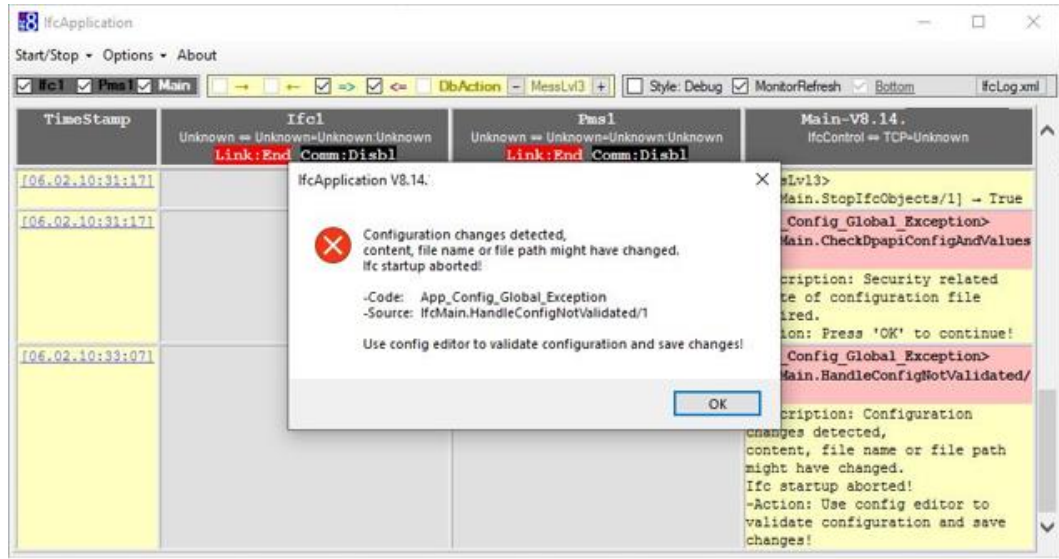 IfcApplication
Start/Stop Options About
Ifc1 Pms1 Main → ← => <= DbAction - MessLvl3 + Style: Debug MonitorRefresh Bottom IfcLog.xml
TimeStamp
Ifc1
Unknown ⇔ Unknown=Unknown:Unknown
Link:End Comm:Disbl
Pms1
Unknown ⇔ Unknown=Unknown:Unknown
Link:End Comm:Disbl
Main-V8.14.
IfcControl ⇔ TCP=Unknown
[06.02.10:31:17]
sLvl3>
Main.StopIfcObjects/1] → True
[06.02.10:31:17]
_Config_Global_Exception>
Main.CheckDpapiConfigAndValues
cription: Security related
te of configuration file
ired.
ion: Press 'OK' to continue!
[06.02.10:33:07]
_Config_Global_Exception>
Main.HandleConfigNotValidated/
cription: Configuration
changes detected,
content, file name or file path
might have changed.
Ifc startup aborted!
-Action: Use config editor to
validate configuration and save
changes!
IfcApplication V8.14.
Configuration changes detected,
content, file name or file path might have changed.
Ifc startup aborted!
-Code: App_Config_Global_Exception
-Source: IfcMain.HandleConfigNotValidated/1
Use config editor to validate configuration and save changes!
OK